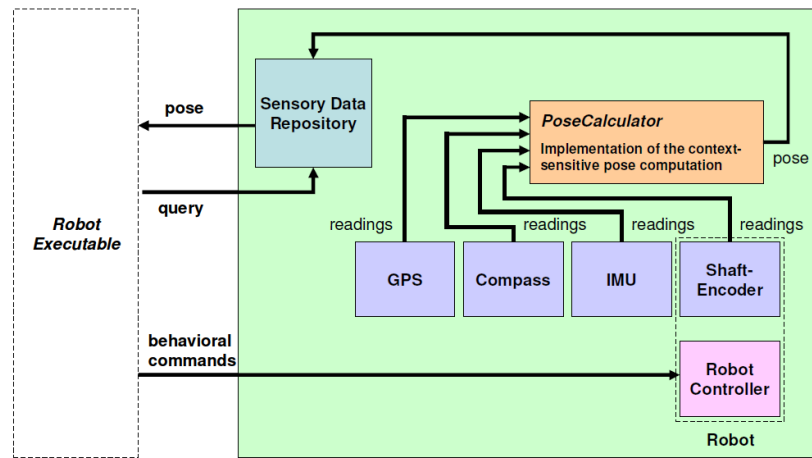 pose
Sensory Data
Repository
PoseCalculator
Implementation of the context-
sensitive pose computation
pose
query
Robot
Executable
readings
readings
readings
readings
GPS
Compass
IMU
Shaft-
Encoder
behavioral
commands
Robot
Controller
Robot